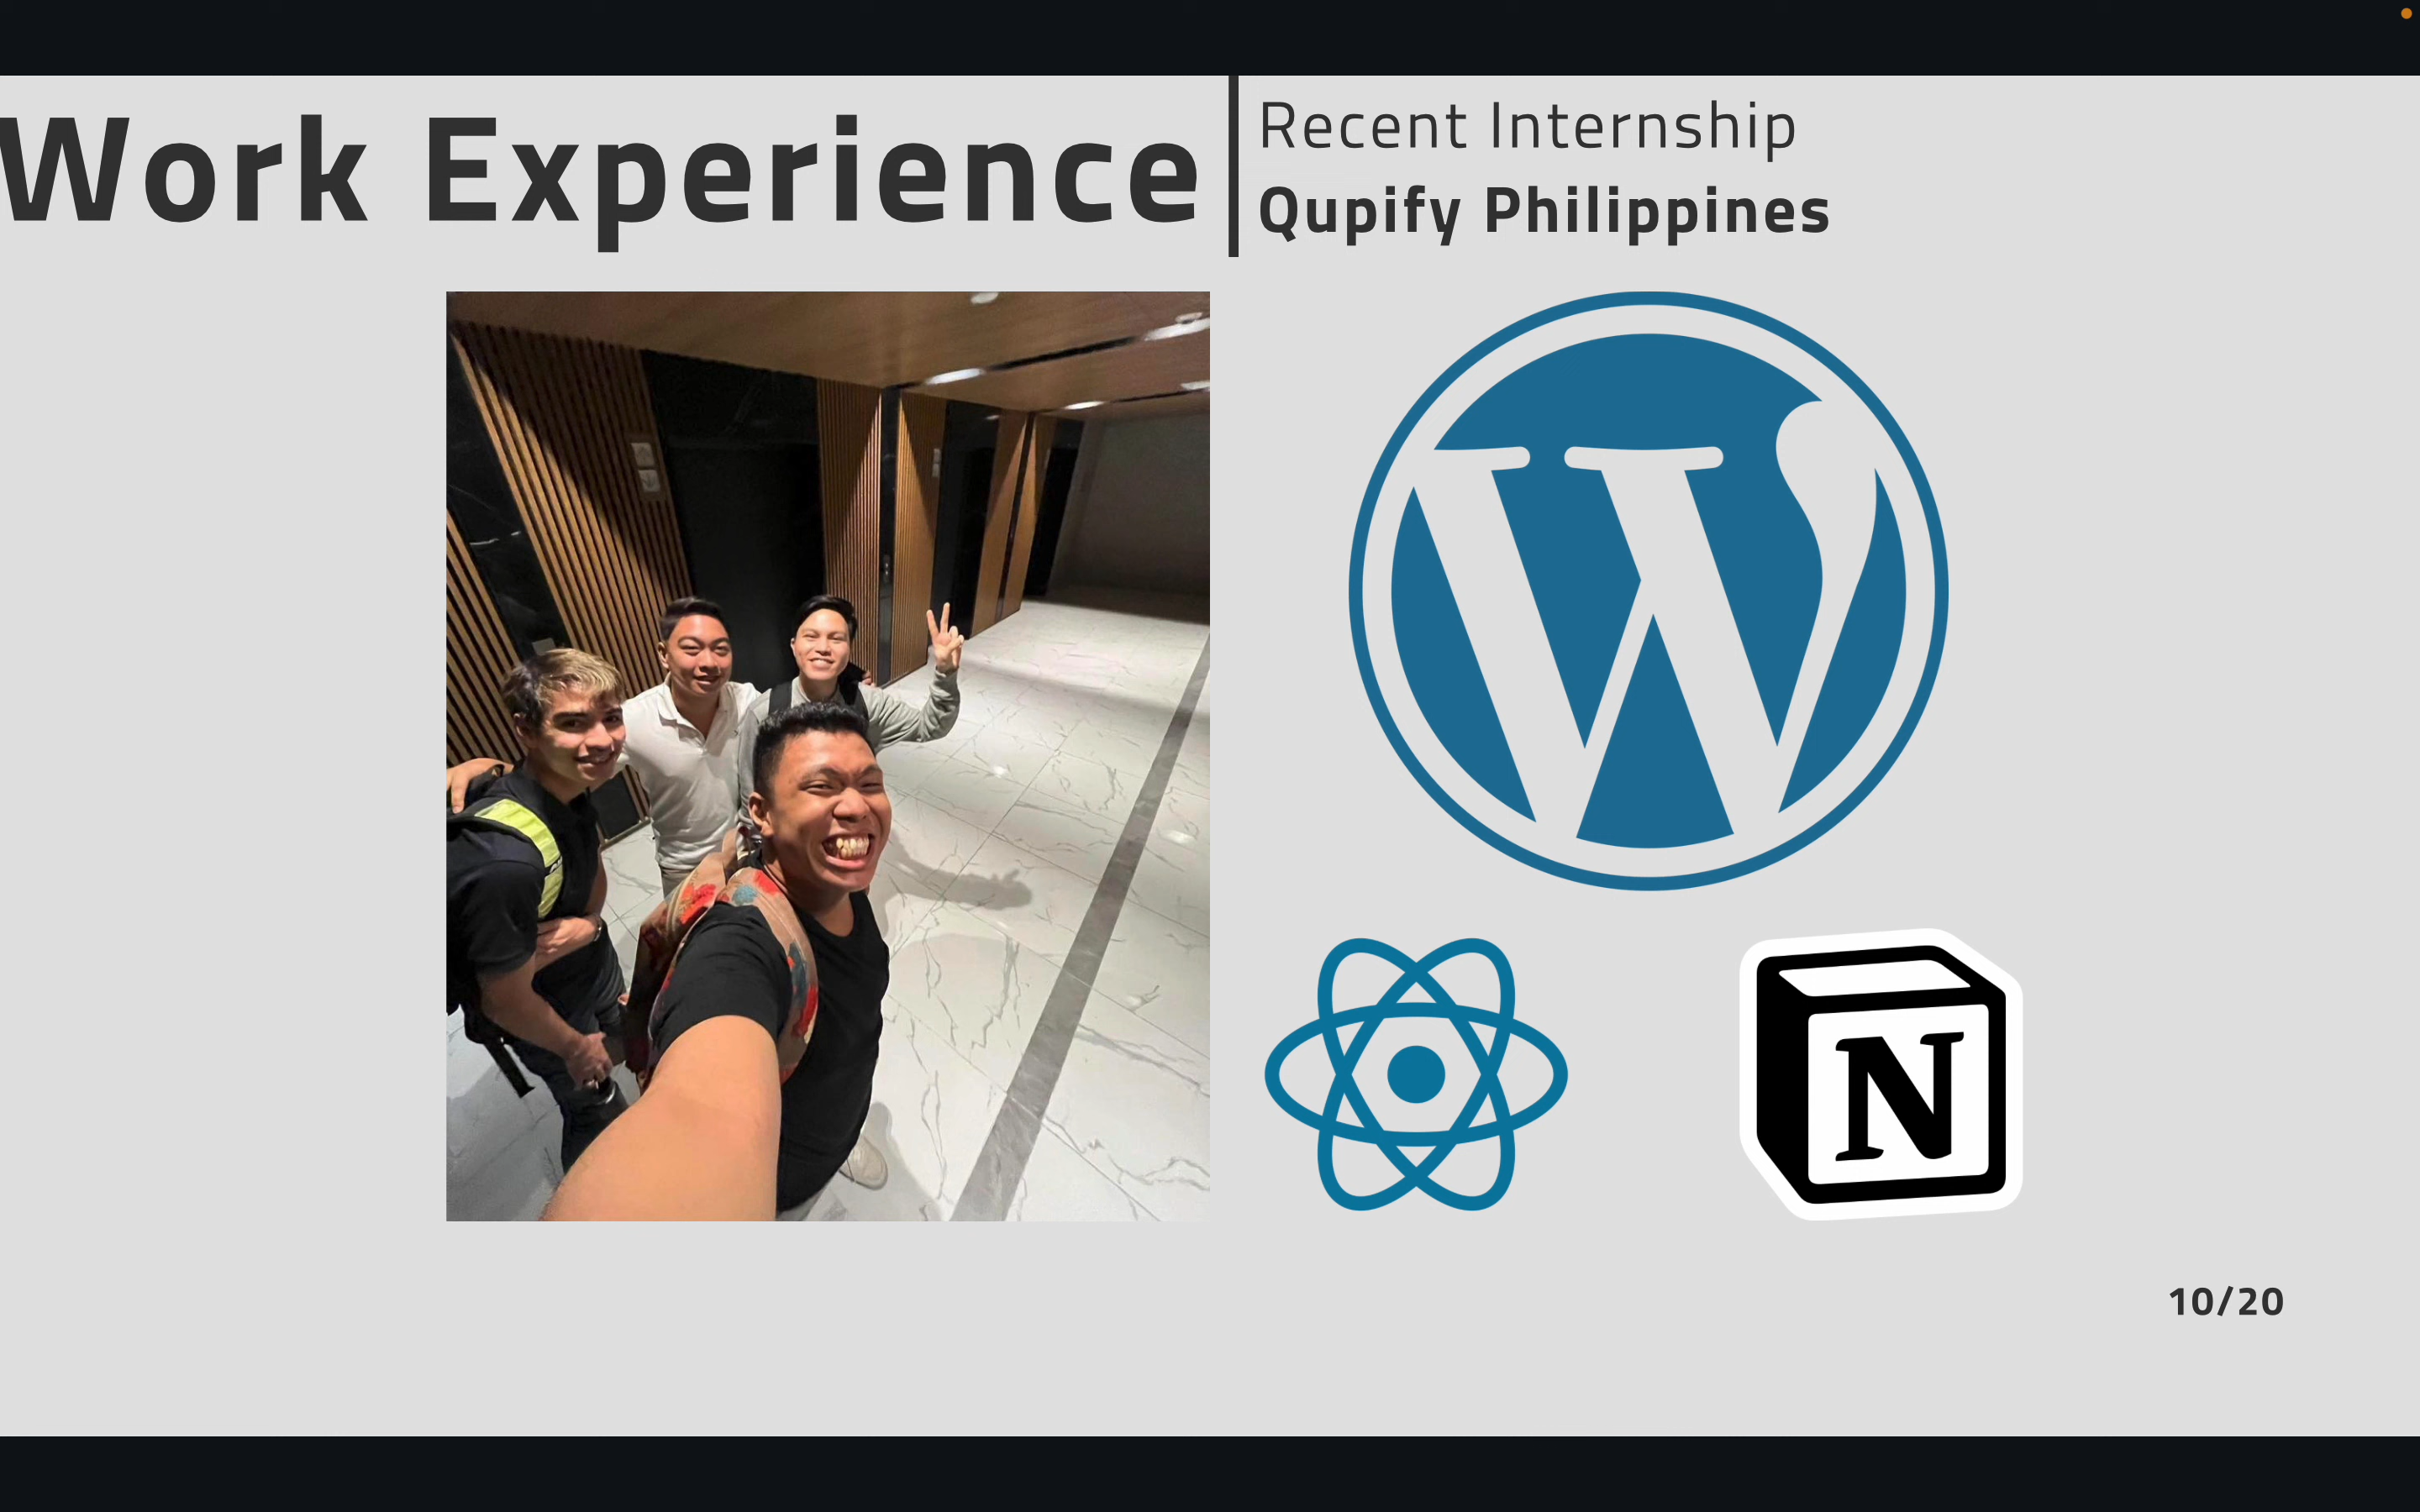 Work Experience
Recent Internship
Qupify Philippines
W
N
10/20